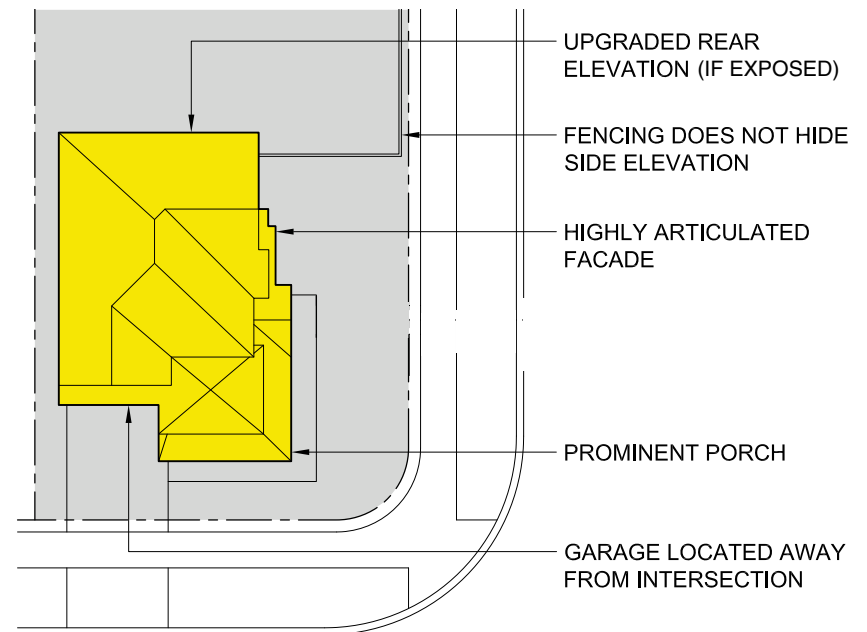 UPGRADED REAR
ELEVATION (IF EXPOSED)
FENCING DOES NOT HIDE
SIDE ELEVATION
HIGHLY ARTICULATED
FACADE
PROMINENT PORCH
GARAGE LOCATED AWAY
FROM INTERSECTION